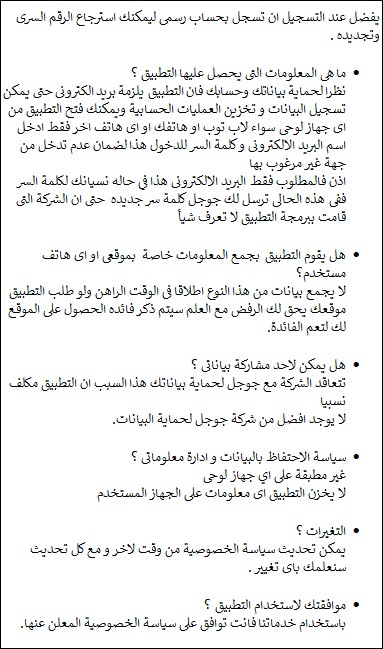 يفضل عند التسجيل ان تسجل بحساب رسمى ليمكنك استرجاع الرقم السرى
وتجديده .
• ما هى المعلومات التى يحصل عليها التطبيق ؟
نظرا لحماية بياناتك وحسابك فان التطبيق يلزمة بريد الكترونى حتى يمكن
تسجيل البيانات و تخزين العمليات الحسابية ويمكنك فتح التطبيق من
اى جهاز لوحى سواء لاب توب او هاتفك او اى هاتف اخر فقط ادخل
اسم البريد الالكترونى و كلمة السر للدخول هذا لضمان عدم تدخل من
جهة غير مرغوب بها
اذن فالمطلوب فقط البريد الالكترونى هذا في حاله نسيانك لكلمة السر
ففى هذه الحالى ترسل لك جوجل كلمة سر جديده حتى ان الشركة التى
قامت ببرمجة التطبيق لا تعرف شيأ
• هل يقوم التطبيق بجمع المعلومات خاصة بموقعى او اى هاتف
مستخدم؟
لا يجمع بيانات من هذا النوع اطلاقا فى الوقت الراهن ولو طلب التطبيق
موقعك يحق لك الرفض مع العلم سيتم ذكر فائده الحصول على الموقع
لك لتعم الفائدة.
• هل يمكن لاحد مشاركة بياناتى ؟
تتعاقد الشركة مع جوجل لحماية بياناتك هذا السبب ان التطبيق مكلف
نسبيا
لا يوجد افضل من شركة جوجل لحماية البيانات.
• سياسة الاحتفاظ بالبيانات و ادارة معلوماتى ؟
غير مطبقة على اي جهاز لوحى
لا يخزن التطبيق اى معلومات على الجهاز المستخدم
• التغيرات ؟
يمكن تحديث سياسة الخصوصية من وقت لاخر و مع كل تحديث
سنعلمك باى تغيير .
• موافقتك لاستخدام التطبيق ؟
باستخدام خدماتنا فانت توافق على سياسة الخصوصية المعلن عنها.